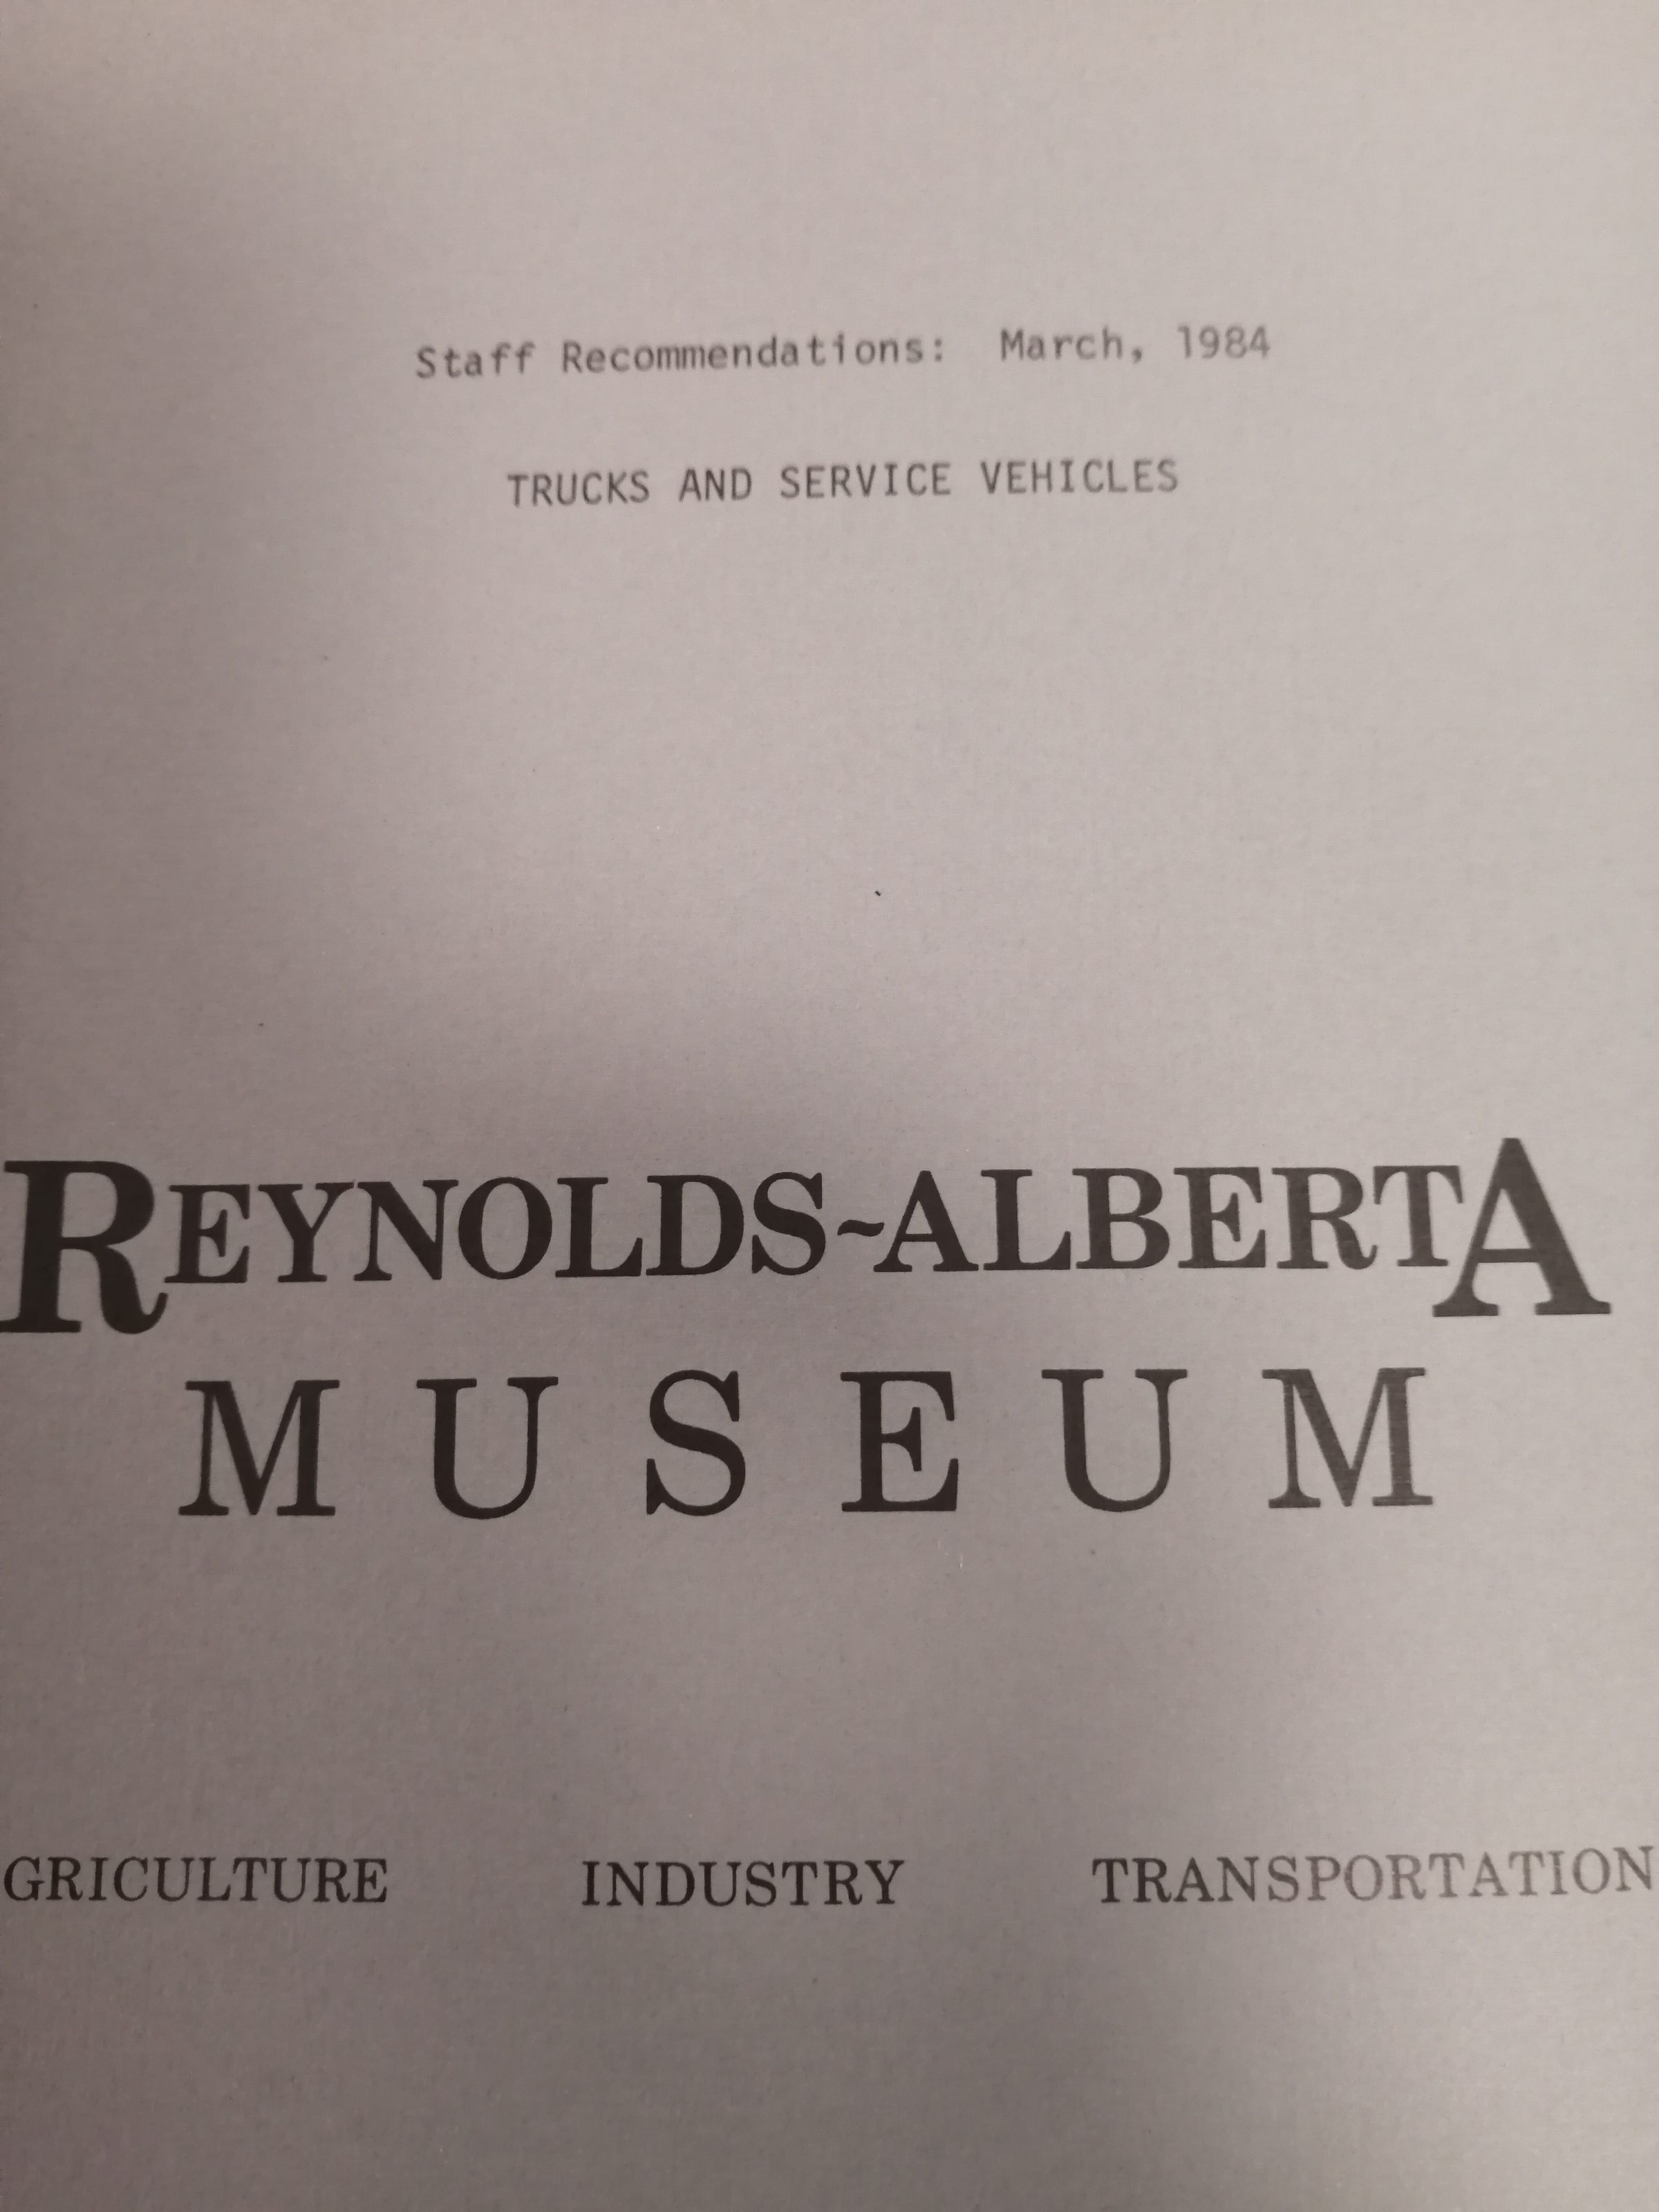 Staff Recommendations: March, 1984
TRUCKS AND SERVICE VEHICLES
REYNOLDS~ALBERTA
MUSEUM
GRICULTURE INDUSTRY TRANSPORTATION